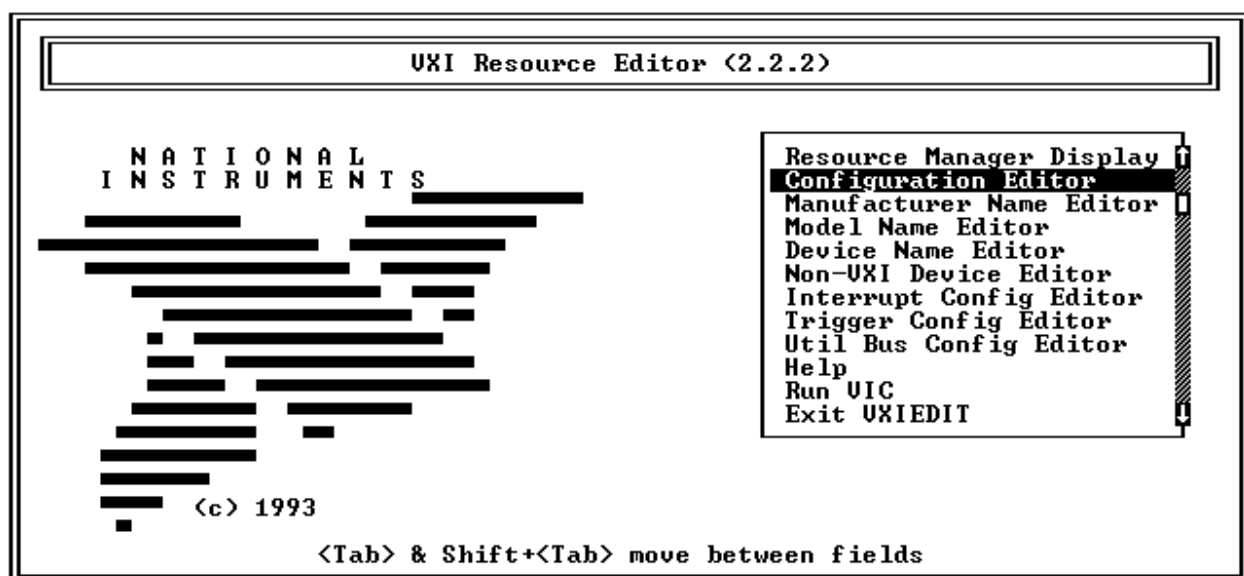 VXI Resource Editor (2.2.2)
N A T I O N A L
I N S T R U M E N T S
(c) 1993
Resource Manager Display
Configuration Editor
Manufacturer Name Editor
Model Name Editor
Device Name Editor
Non-VXI Device Editor
Interrupt Config Editor
Trigger Config Editor
Util Bus Config Editor
Help
Run VIC
Exit VXIEDIT
<Tab> & Shift+<Tab> move between fields